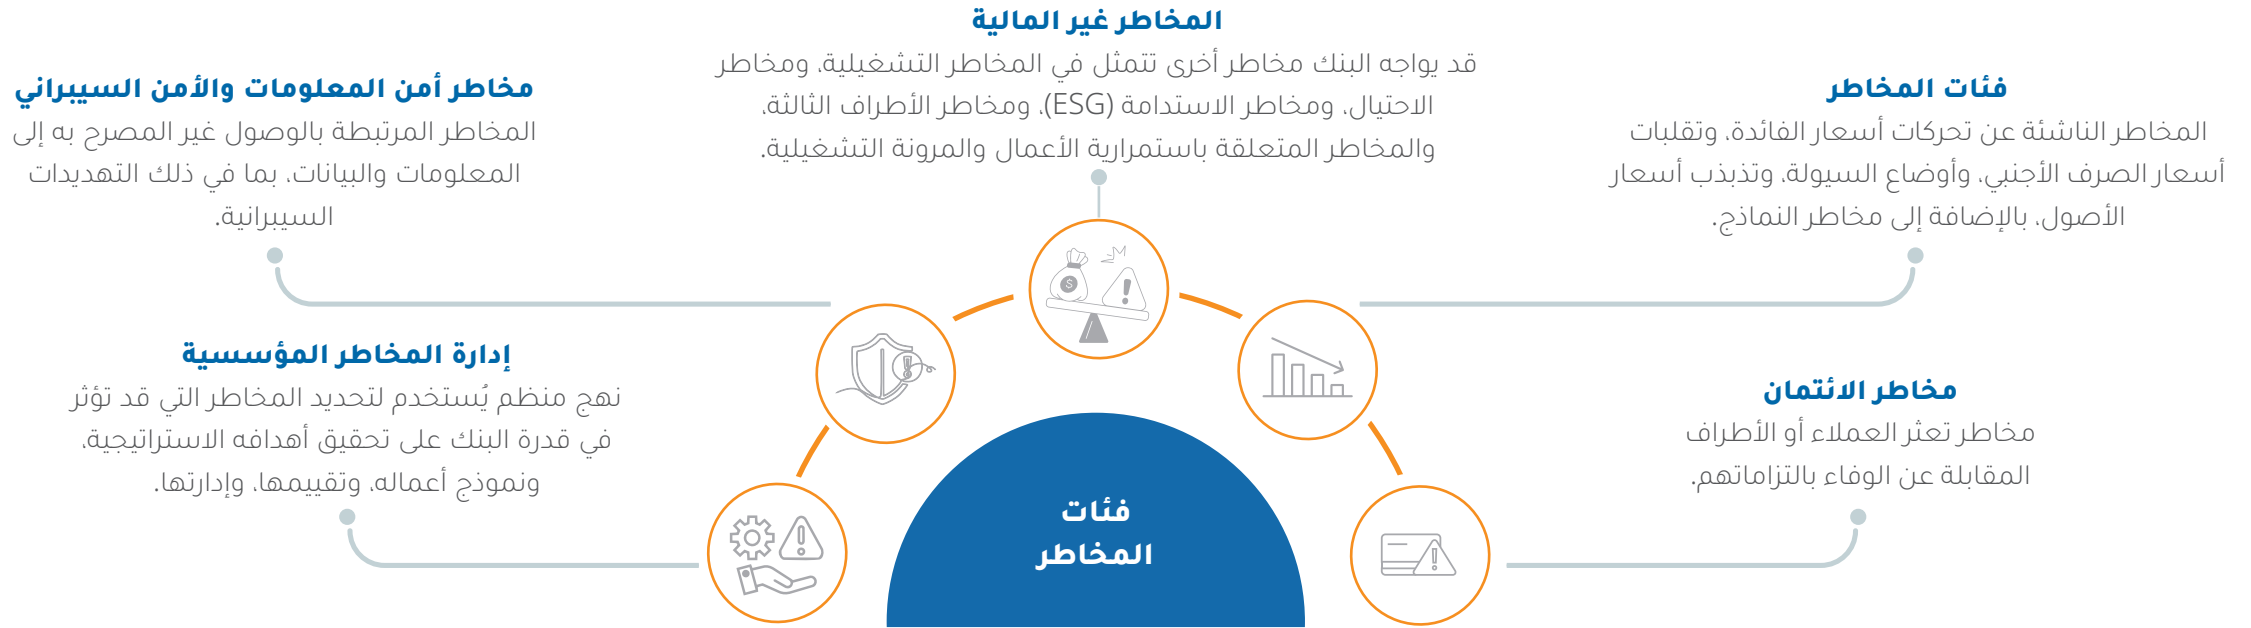 المخاطر غير المالية
قد يواجه البنك مخاطر أخرى تتمثل في المخاطر التشغيلية، ومخاطر
الاحتيال، ومخاطر الاستدامة (ESG)، ومخاطر الأطراف الثالثة،
والمخاطر المتعلقة باستمرارية الأعمال والمرونة التشغيلية.
فئات المخاطر
المخاطر الناشئة عن تحركات أسعار الفائدة، وتقلبات
أسعار الصرف الأجنبي، وأوضاع السيولة، وتذبذب أسعار
الأصول، بالإضافة إلى مخاطر النماذج.
مخاطر أمن المعلومات والأمن السيبراني
المخاطر المرتبطة بالوصول غير المصرح به إلى
المعلومات والبيانات، بما في ذلك التهديدات
السيبرانية.
مخاطر الائتمان
مخاطر تعثر العملاء أو الأطراف
المقابلة عن الوفاء بالتزاماتهم.
إدارة المخاطر المؤسسية
نهج منظم يُستخدم لتحديد المخاطر التي قد تؤثر
في قدرة البنك على تحقيق أهدافه الاستراتيجية،
ونموذج أعماله، وتقييمها، وإدارتها.
فئات
المخاطر